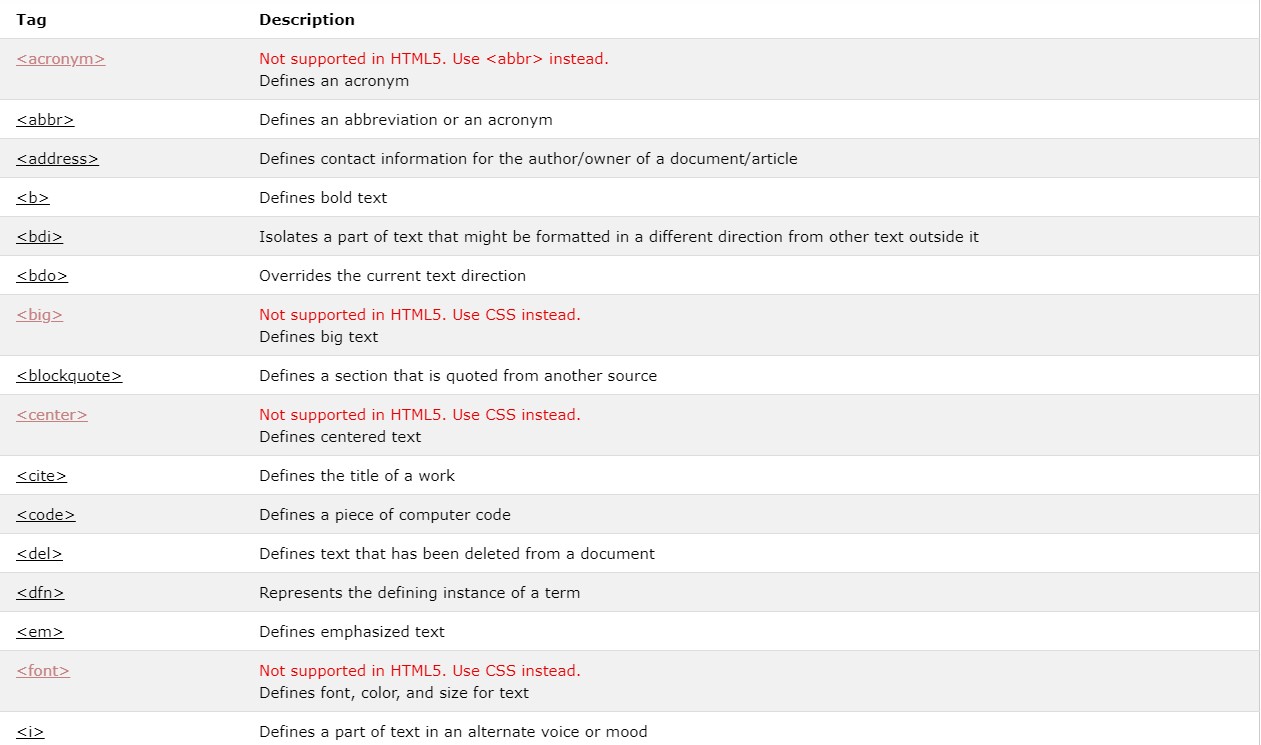 Tag Description
<acronym> Not supported in HTML5. Use <abbr> instead.
Defines an acronym
<abbr> Defines an abbreviation or an acronym
<address> Defines contact information for the author/owner of a document/article
<b> Defines bold text
<bdi> Isolates a part of text that might be formatted in a different direction from other text outside it
<bdo> Overrides the current text direction
<big> Not supported in HTML5. Use CSS instead.
Defines big text
<blockquote> Defines a section that is quoted from another source
<center> Not supported in HTML5. Use CSS instead.
Defines centered text
<cite> Defines the title of a work
<code> Defines a piece of computer code
<del> Defines text that has been deleted from a document
<dfn> Represents the defining instance of a term
<em> Defines emphasized text
<font> Not supported in HTML5. Use CSS instead.
Defines font, color, and size for text
<i> Defines a part of text in an alternate voice or mood